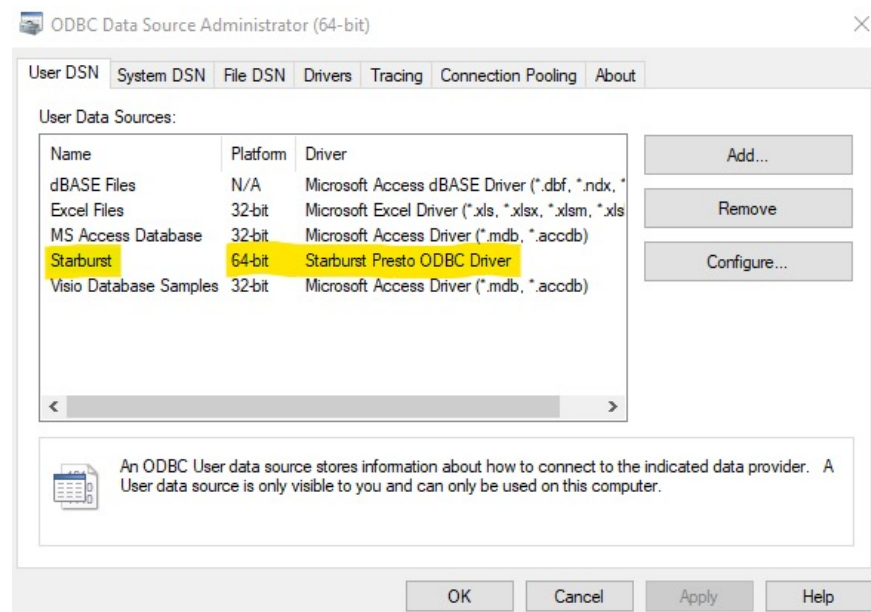 ODBC Data Source Administrator (64-bit)
User DSN System DSN File DSN Drivers Tracing Connection Pooling About
User Data Sources:
Name Platform Driver
dBASE Files N/A Microsoft Access dBASE Driver (*.dbf, *.ndx, *
Excel Files 32-bit Microsoft Excel Driver (*.xls, *.xlsx, *.xlsm, *.xls
MS Access Database 32-bit Microsoft Access Driver (*.mdb, *.accdb)
Starburst 64-bit Starburst Presto ODBC Driver
Visio Database Samples 32-bit Microsoft Access Driver (*.mdb, *.accdb)
Add...
Remove
Configure...
An ODBC User data source stores information about how to connect to the indicated data provider. A
User data source is only visible to you and can only be used on this computer.
OK Cancel Apply Help